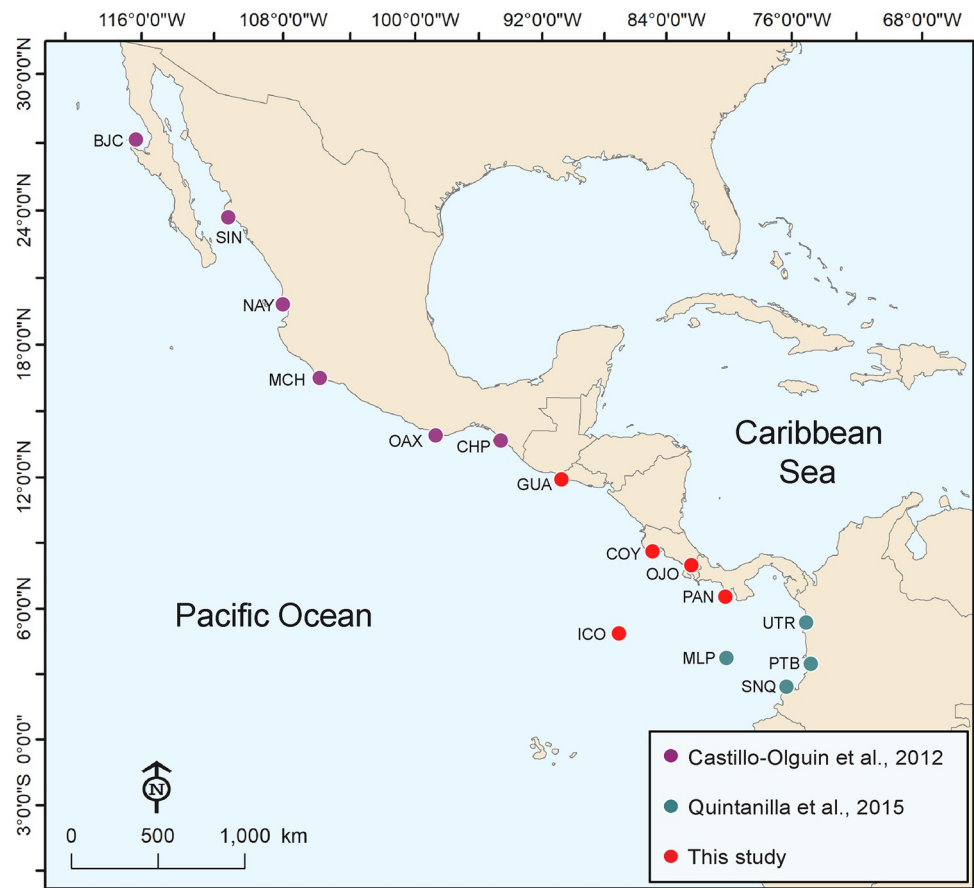 116°0'0"W 108°0'0"W 100°0'0"W 92°0'0"W 84°0'0"W 76°0'0"W 68°0'0"W
30°0'0"N
24°0'0"N
18°0'0"N
12°0'0"N
6°0'0"N
0°0'0"
3°0'0"S
BJC
SIN
NAY
MCH
OAX
CHP
GUA
COY
OJO
PAN
ICO
UTR
MLP
PTB
SNQ
Caribbean
Sea
Pacific Ocean
N
0 500 1,000 km
Castillo-Olguin et al., 2012
Quintanilla et al., 2015
This study